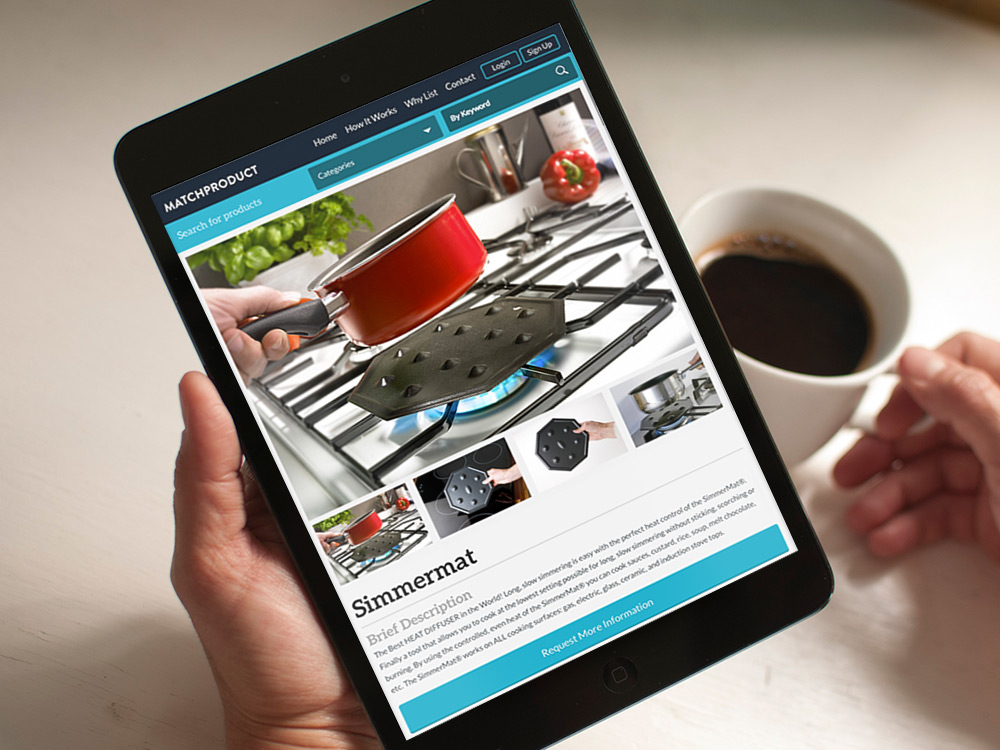 MATCHPRODUCT
Home How It Works Why List Contact Login Sign Up
Search for products
Categories
By Keyword
Simmermat
Brief Description
The Best HEAT DIFFUSER in the World! Long, slow simmering is easy with the perfect heat control of the SimmerMat®.
Finally a tool that allows you to cook at the lowest setting possible for long, slow simmering without sticking, scorching or
burning. By using the controlled, even heat of the SimmerMat® you can cook sauces, custard, rice, soup, melt chocolate,
etc. The SimmerMat® works on ALL cooking surfaces: gas, electric, glass, ceramic, and induction stove tops.
Request More Information